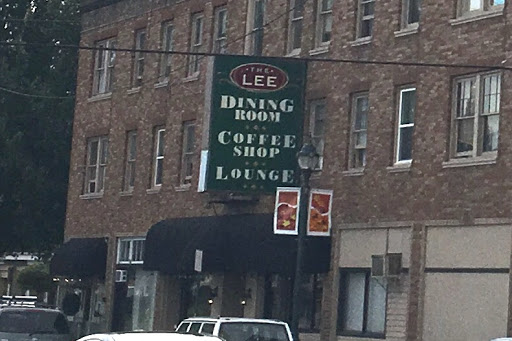 THE
LEE
DINING
ROOM
COFFEE
SHOP
LOUNGE